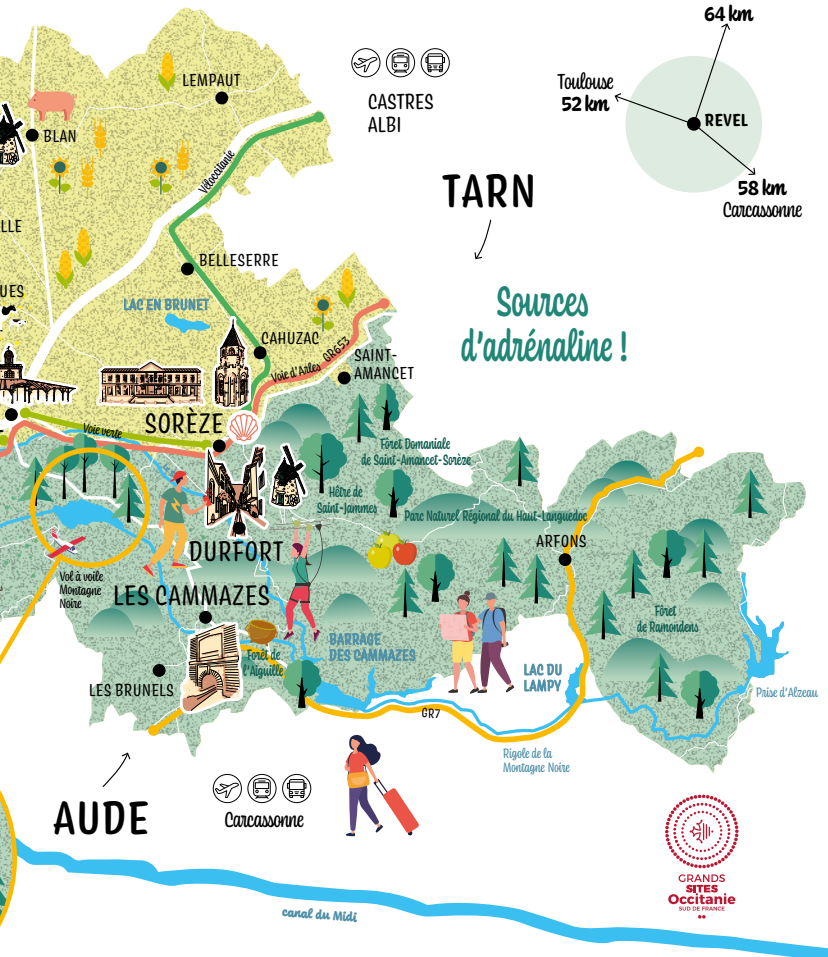 64 km
Toulouse
52 km
REVEL
58 km
Carcassonne
CASTRES
ALBI
LEMPAUT
BLAN
Véloccitanie
TARN
LLE
BELLESERRE
UES
LAC EN BRUNET
Sources
d'adrénaline !
CAHUZAC
Voie d'Arles GR653
SAINT-
AMANCET
SORÈZE
Voie verte
Fôret Domaniale
de Saint-Amancet-Sorèze
Hêtre de
Saint-Jammes
Parc Naturel Régional du Haut-Languedoc
ARFONS
DURFORT
Vol à voile
Montagne
Noire
LES CAMMAZES
Fôret
de Ramondens
BARRAGE
DES CAMMAZES
Forêt de
l'Aiguille
LES BRUNELS
LAC DU
LAMPY
Prise d'Alzeau
GR7
Rigole de la
Montagne Noire
AUDE
Carcassonne
GRANDS
SITES
Occitanie
SUD DE FRANCE
canal du Midi